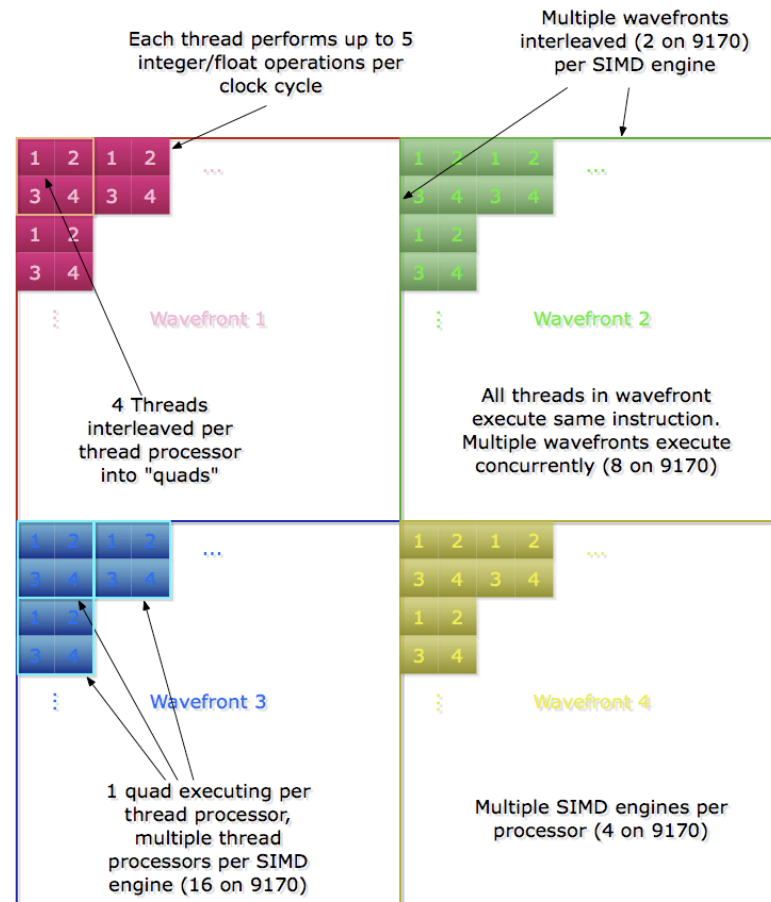 Each thread performs up to 5
integer/float operations per
clock cycle
Multiple wavefronts
interleaved (2 on 9170)
per SIMD engine
1 2 1 2 ...
3 4 3 4
1 2
3 4
⋮ Wavefront 1
4 Threads
interleaved per
thread processor
into "quads"
1 2 1 2 ...
3 4 3 4
1 2
3 4
⋮ Wavefront 2
All threads in wavefront
execute same instruction.
Multiple wavefronts execute
concurrently (8 on 9170)
1 2 1 2 ...
3 4 3 4
1 2
3 4
⋮ Wavefront 3
1 quad executing per
thread processor,
multiple thread
processors per SIMD
engine (16 on 9170)
1 2 1 2 ...
3 4 3 4
1 2
3 4
⋮ Wavefront 4
Multiple SIMD engines per
processor (4 on 9170)